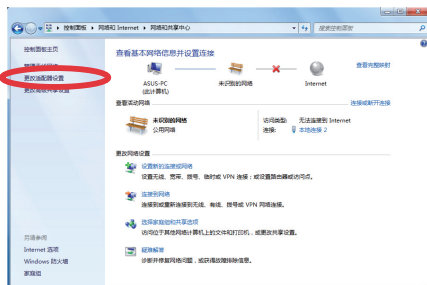 控制面板 ▸ 网络和 Internet ▸ 网络和共享中心
搜索控制面板
控制面板主页
查看基本网络信息并设置连接
更改适配器设置
查看完整映射
ASUS-PC
(此计算机)
未识别的网络
Internet
查看活动网络
连接或断开连接
未识别的网络
公用网络
访问类型: 无法连接到 Internet
连接: 本地连接 2
更改网络设置
设置新的连接或网络
设置无线、宽带、拨号、临时或 VPN 连接；或设置路由器或访问点。
连接到网络
连接到或重新连接到无线、有线、拨号或 VPN 网络连接。
选择家庭组和共享选项
访问位于其他网络计算机上的文件和打印机，或更改共享设置。
疑难解答
诊断并修复网络问题，或获得故障排除信息。
另请参阅
Internet 选项
Windows 防火墙
家庭组